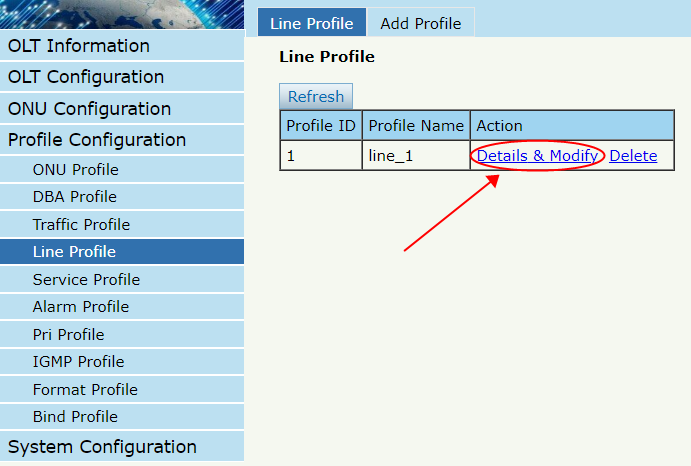 OLT Information
OLT Configuration
ONU Configuration
Profile Configuration
ONU Profile
DBA Profile
Traffic Profile
Line Profile
Service Profile
Alarm Profile
Pri Profile
IGMP Profile
Format Profile
Bind Profile
System Configuration
Line Profile Add Profile
Line Profile
Refresh
Profile ID Profile Name Action
1 line_1 Details & Modify Delete